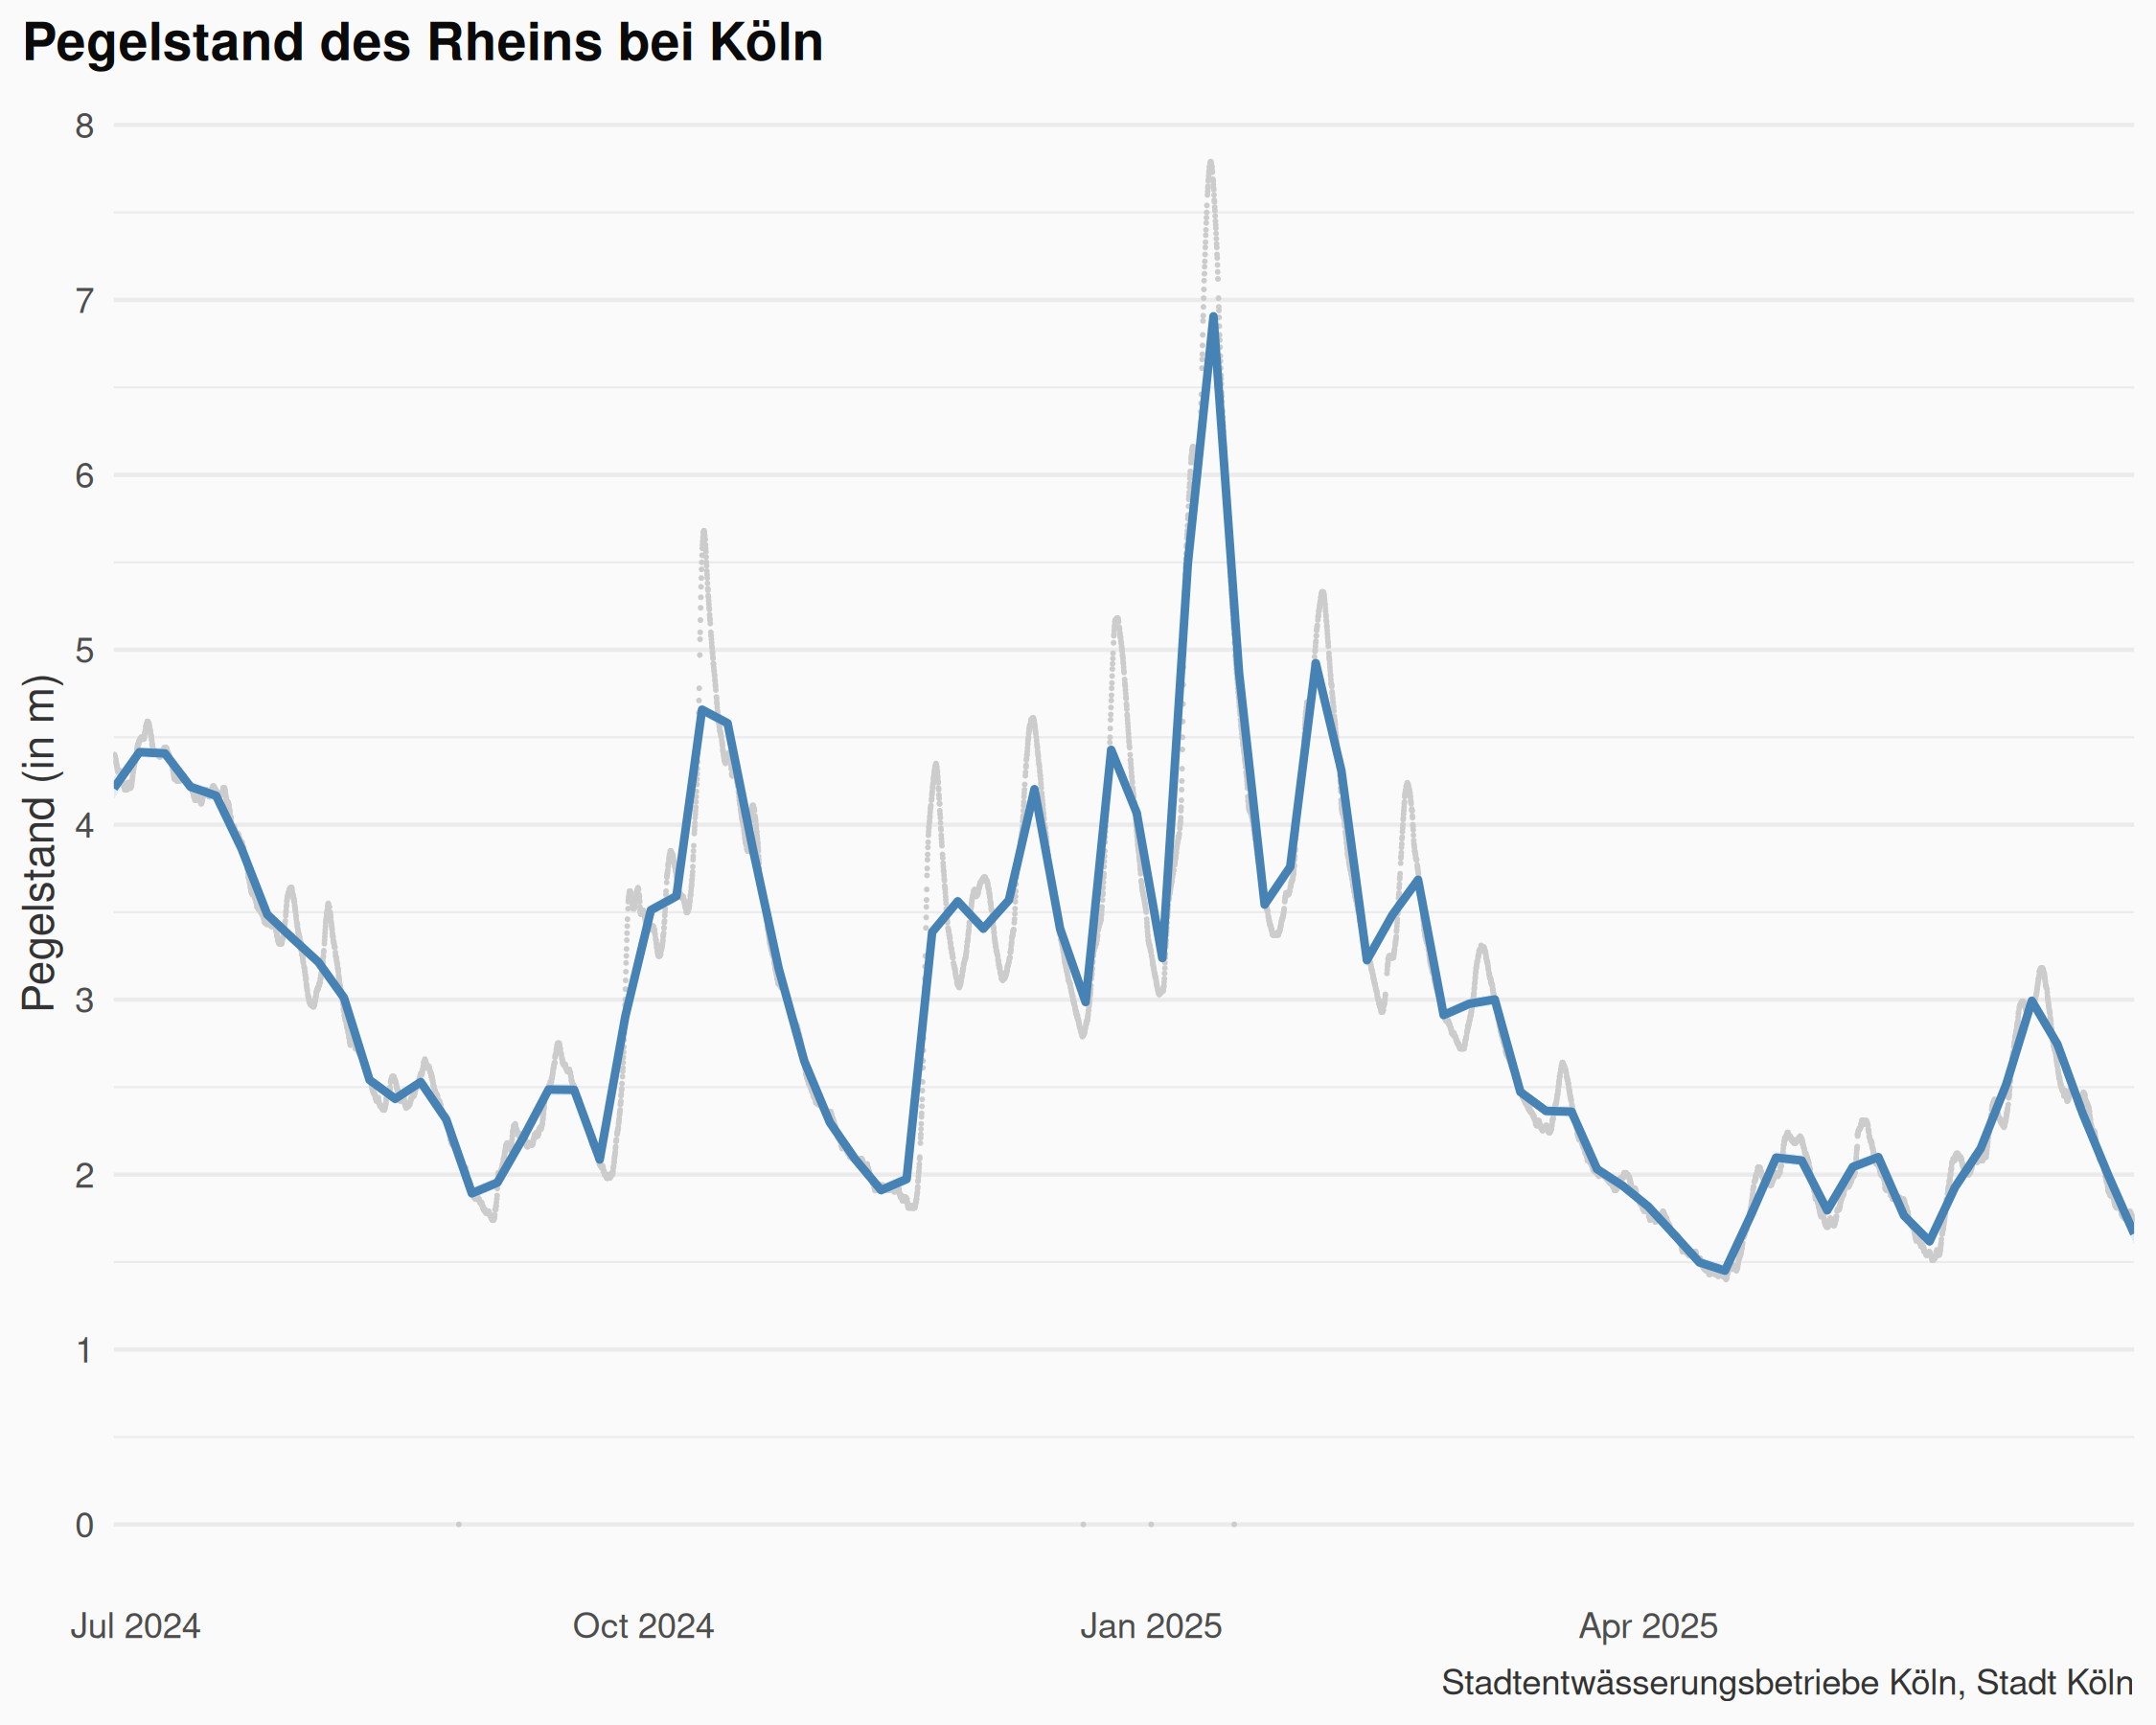 Pegelstand des Rheins bei Köln
Pegelstand (in m)
8
7
6
5
4
3
2
1
0
Jul 2024 Oct 2024 Jan 2025 Apr 2025
Stadtentwässerungsbetriebe Köln, Stadt Köln